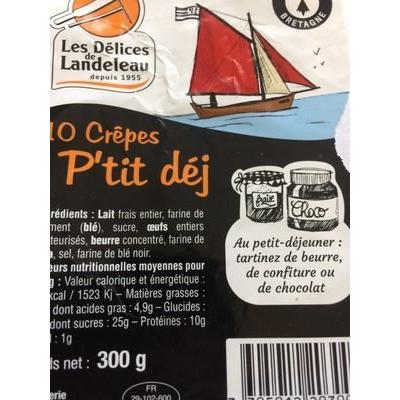 Les Délices
de
Landeleau
depuis 1955
BRETAGNE
10 Crêpes
P'tit déj
fraise
Choco
rédients : Lait frais entier, farine de
ment (blé), sucre, œufs entiers
teurisés, beurre concentré, farine de
a, sel, farine de blé noir.
eurs nutritionnelles moyennes pour
g : Valeur calorique et énergétique :
kcal / 1523 Kj – Matières grasses :
dont acides gras : 4,9g – Glucides :
dont sucres : 25g – Protéines : 10g
l : 1g
Au petit-déjeuner :
tartinez de beurre,
de confiture ou
de chocolat
ds net : 300 g
erie
FR
29-102-600